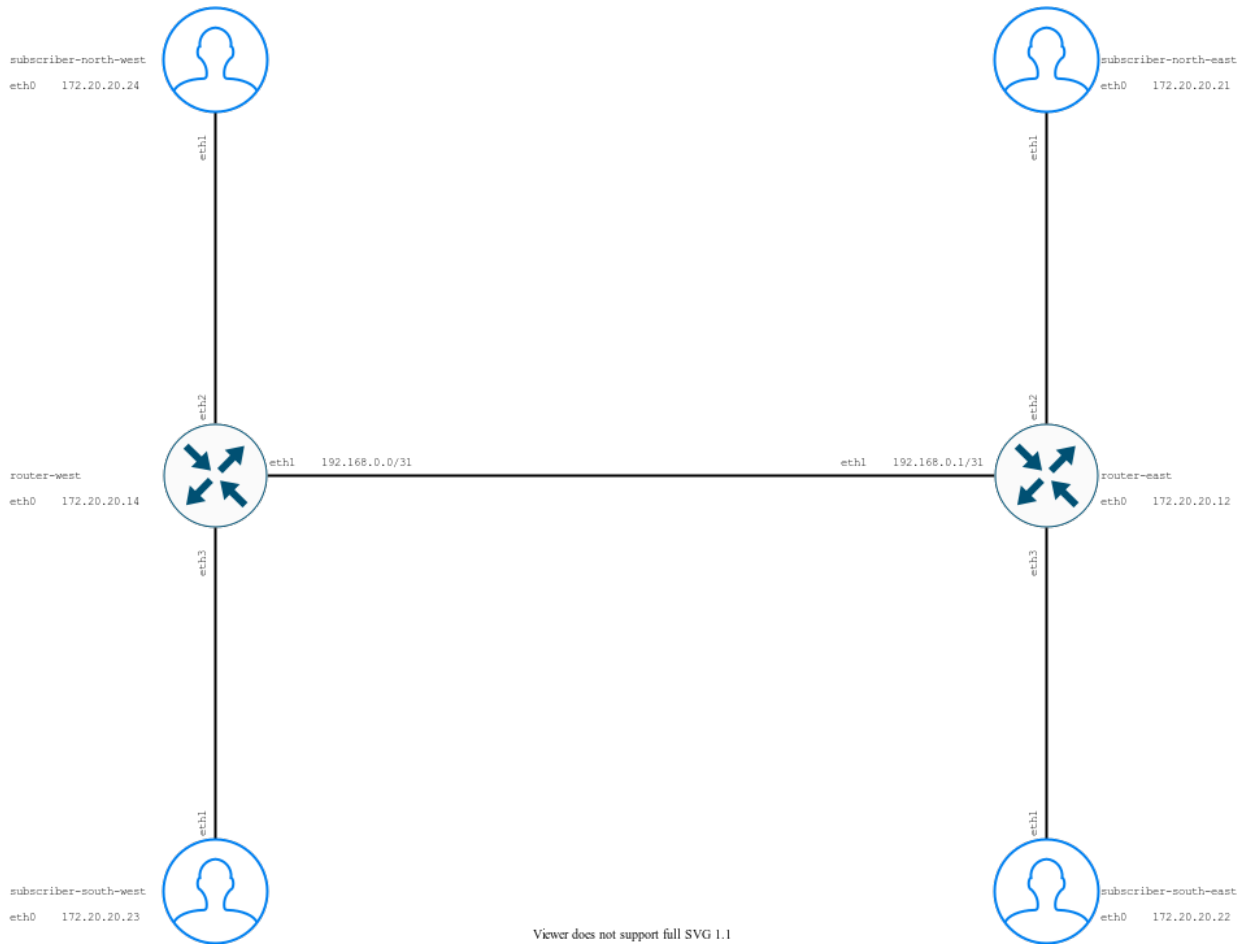 subscriber-north-west
eth0 172.20.20.24
subscriber-north-east
eth0 172.20.20.21
eth1
eth1
eth2
eth2
eth1 192.168.0.0/31
eth1 192.168.0.1/31
router-west
eth0 172.20.20.14
router-east
eth0 172.20.20.12
eth3
eth3
eth1
eth1
subscriber-south-west
eth0 172.20.20.23
subscriber-south-east
eth0 172.20.20.22
Viewer does not support full SVG 1.1